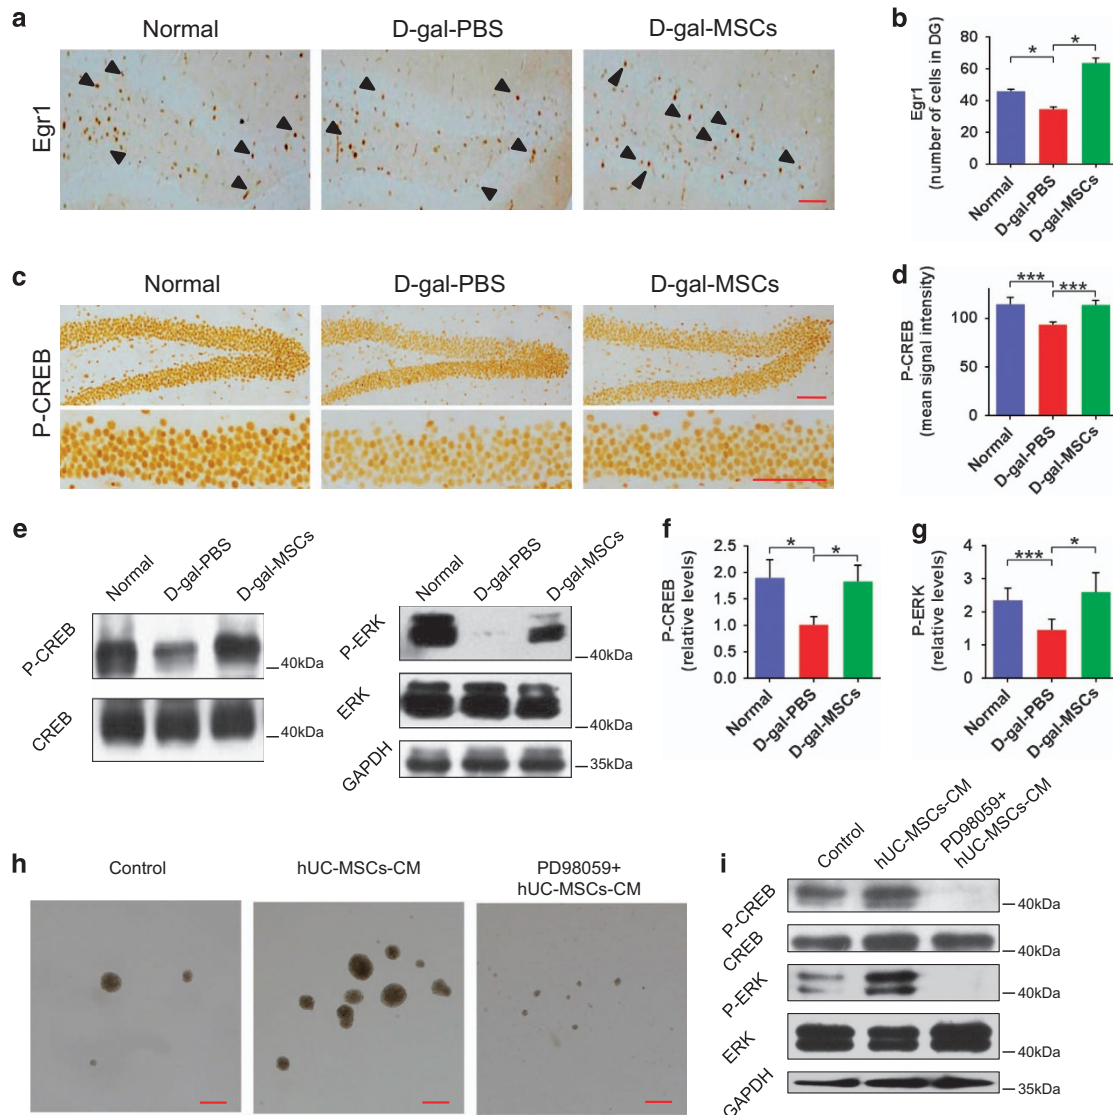 a
Normal
D-gal-PBS
D-gal-MSCs
Egr1
b
Egr1
(number of cells in DG)
80
60
40
20
0
*
*
Normal
D-gal-PBS
D-gal-MSCs
c
Normal
D-gal-PBS
D-gal-MSCs
P-CREB
d
P-CREB
(mean signal intensity)
100
50
0
***
***
Normal
D-gal-PBS
D-gal-MSCs
e
Normal
D-gal-PBS
D-gal-MSCs
P-CREB
40kDa
CREB
40kDa
Normal
D-gal-PBS
D-gal-MSCs
P-ERK
40kDa
ERK
40kDa
GAPDH
35kDa
f
P-CREB
(relative levels)
2.5
2.0
1.5
1.0
0.5
0.0
*
*
Normal
D-gal-PBS
D-gal-MSCs
g
P-ERK
(relative levels)
4
3
2
1
0
***
*
Normal
D-gal-PBS
D-gal-MSCs
h
Control
hUC-MSCs-CM
PD98059+
hUC-MSCs-CM
i
Control
hUC-MSCs-CM
PD98059+
hUC-MSCs-CM
P-CREB
40kDa
CREB
40kDa
P-ERK
40kDa
ERK
40kDa
GAPDH
35kDa